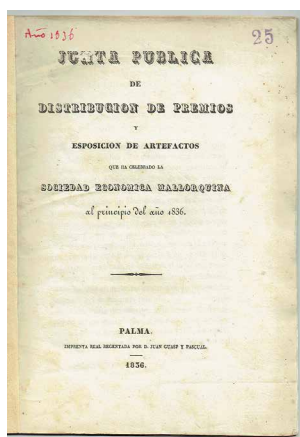 Año 1836
25
JUNTA PUBLICA
DE
DISTRIBUCION DE PREMIOS
Y
ESPOSICION DE ARTEFACTOS
QUE HA CELEBRADO LA
SOCIEDAD ECONOMICA MALLORQUINA
al principio del año 1836.
PALMA.
IMPRENTA REAL REGENTADA POR D. JUAN GUASP Y PASCUAL.
1836.